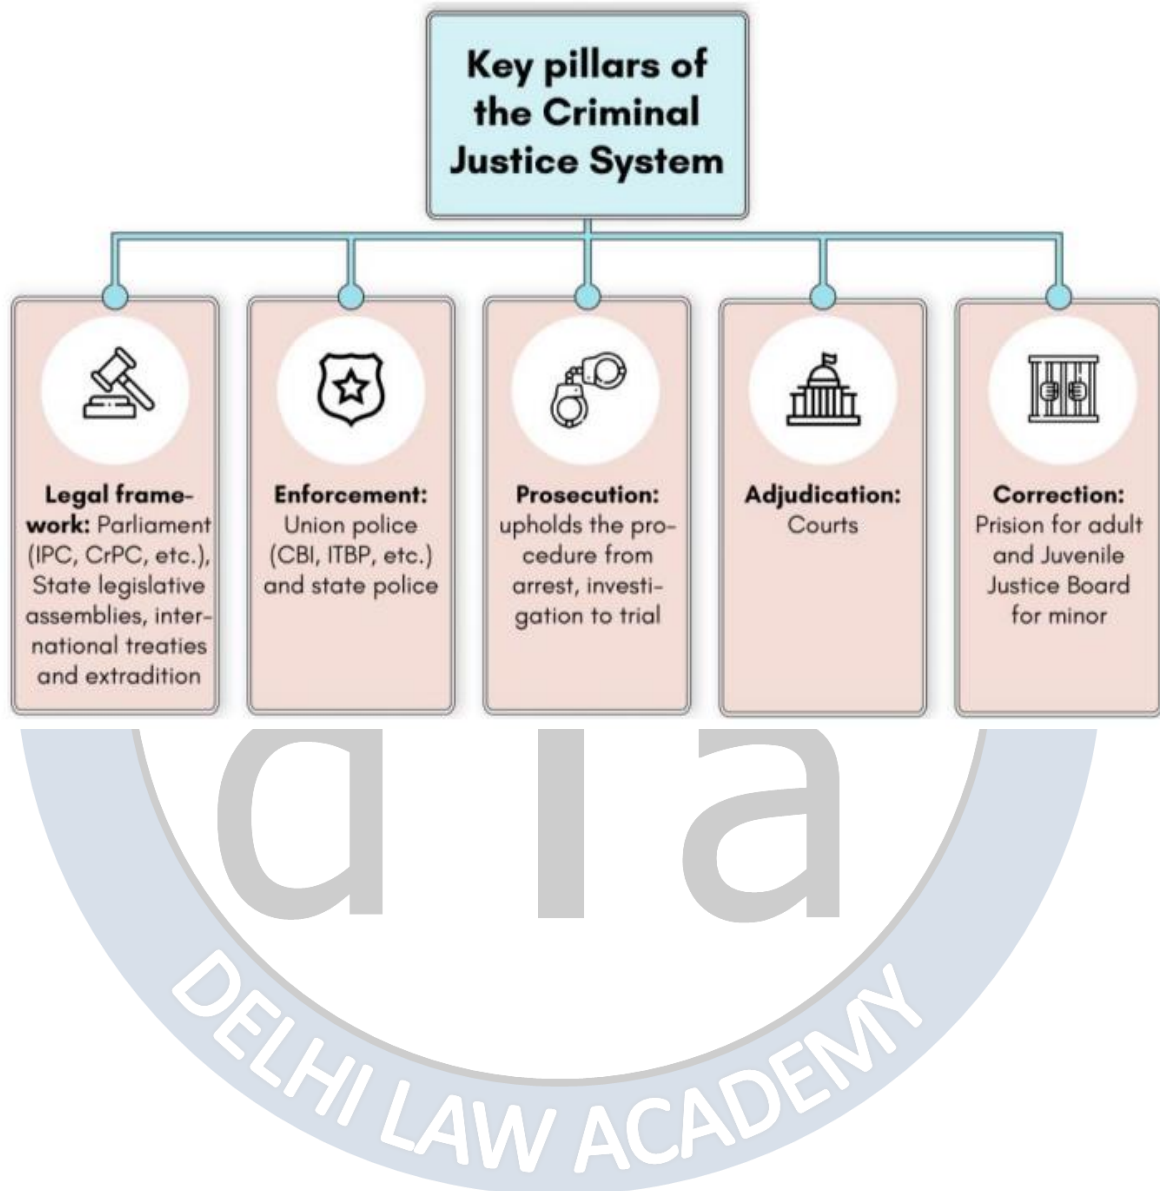 Key pillars of
the Criminal
Justice System
Legal frame-
work: Parliament
(IPC, CrPC, etc.),
State legislative
assemblies, inter-
national treaties
and extradition
Enforcement:
Union police
(CBI, ITBP, etc.)
and state police
Prosecution:
upholds the pro-
cedure from
arrest, investi-
gation to trial
Adjudication:
Courts
Correction:
Prision for adult
and Juvenile
Justice Board
for minor
dla
DELHI LAW ACADEMY